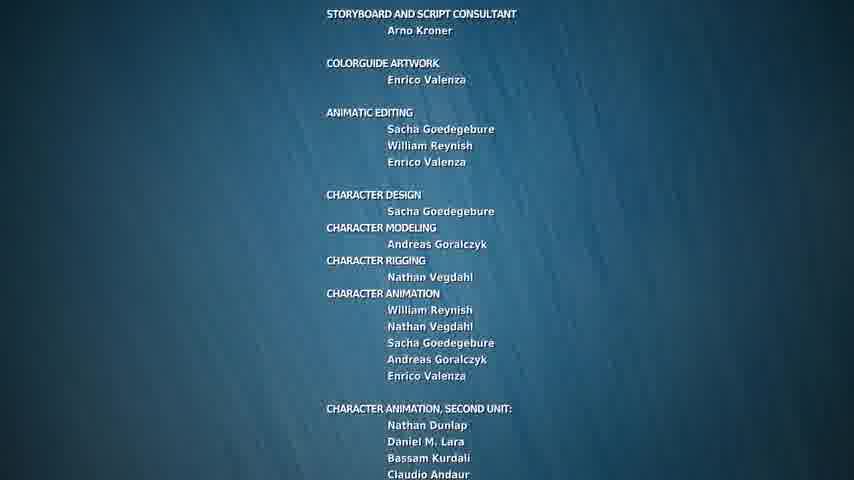 STORYBOARD AND SCRIPT CONSULTANT
Arno Kroner
COLORGUIDE ARTWORK
Enrico Valenza
ANIMATIC EDITING
Sacha Goedegebure
William Reynish
Enrico Valenza
CHARACTER DESIGN
Sacha Goedegebure
CHARACTER MODELING
Andreas Goralczyk
CHARACTER RIGGING
Nathan Vegdahl
CHARACTER ANIMATION
William Reynish
Nathan Vegdahl
Sacha Goedegebure
Andreas Goralczyk
Enrico Valenza
CHARACTER ANIMATION, SECOND UNIT:
Nathan Dunlap
Daniel M. Lara
Bassam Kurdali
Claudio Andaur